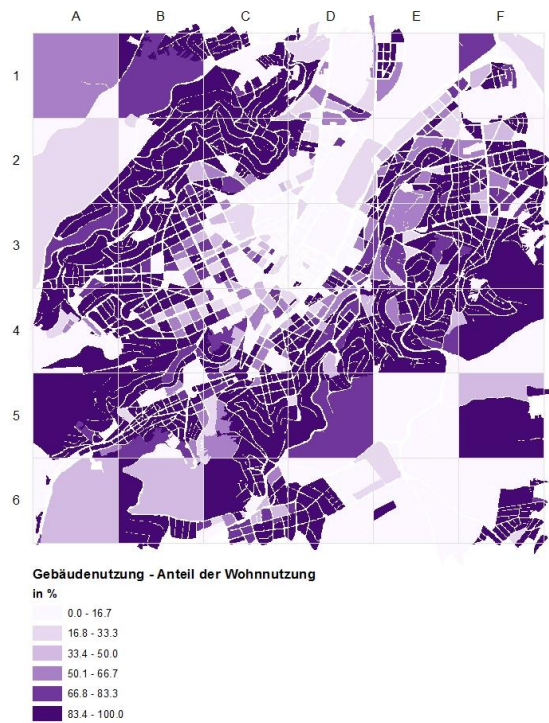 A B C D E F
1
2
3
4
5
6
Gebäudenutzung - Anteil der Wohnnutzung
in %
0.0 - 16.7
16.8 - 33.3
33.4 - 50.0
50.1 - 66.7
66.8 - 83.3
83.4 - 100.0